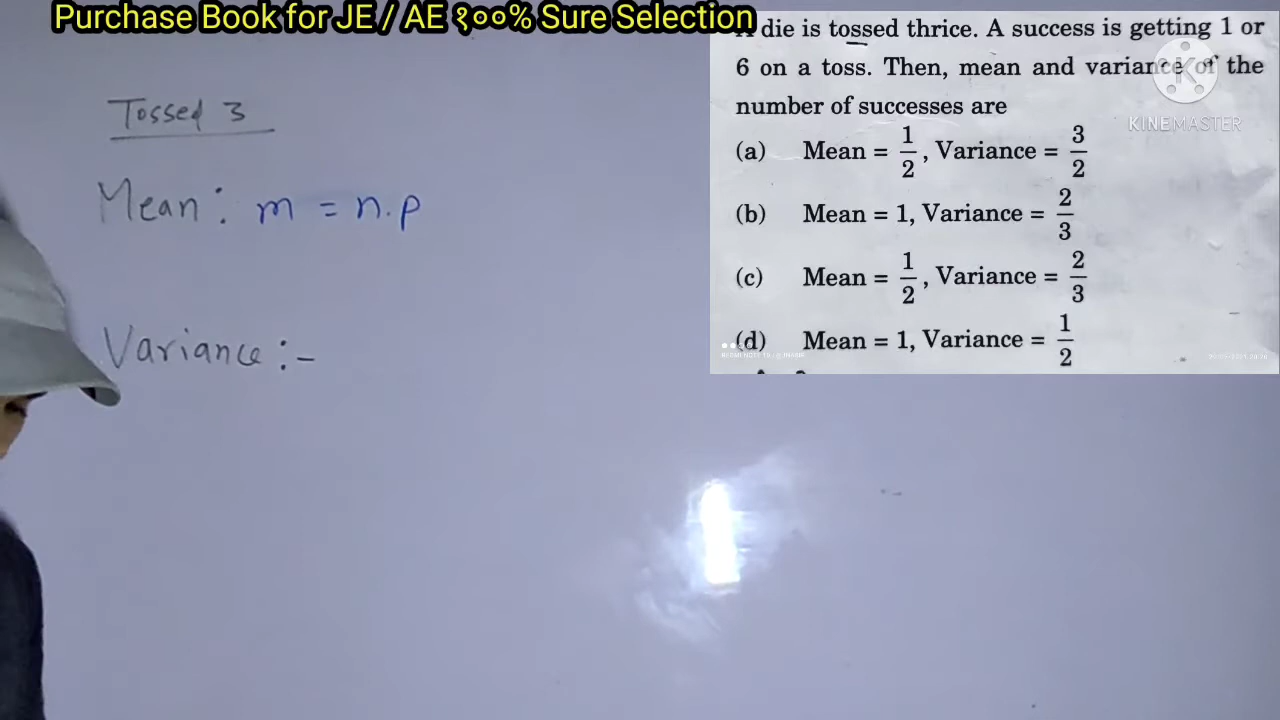 Purchase Book for JE / AE १००% Sure Selection
die is tossed thrice. A success is getting 1 or
6 on a toss. Then, mean and variance of the
number of successes are
KINEMASTER
(a) Mean = 1/2, Variance = 3/2
(b) Mean = 1, Variance = 2/3
(c) Mean = 1/2, Variance = 2/3
(d) Mean = 1, Variance = 1/2
Tossed 3
Mean: m = n.p
Variance :-